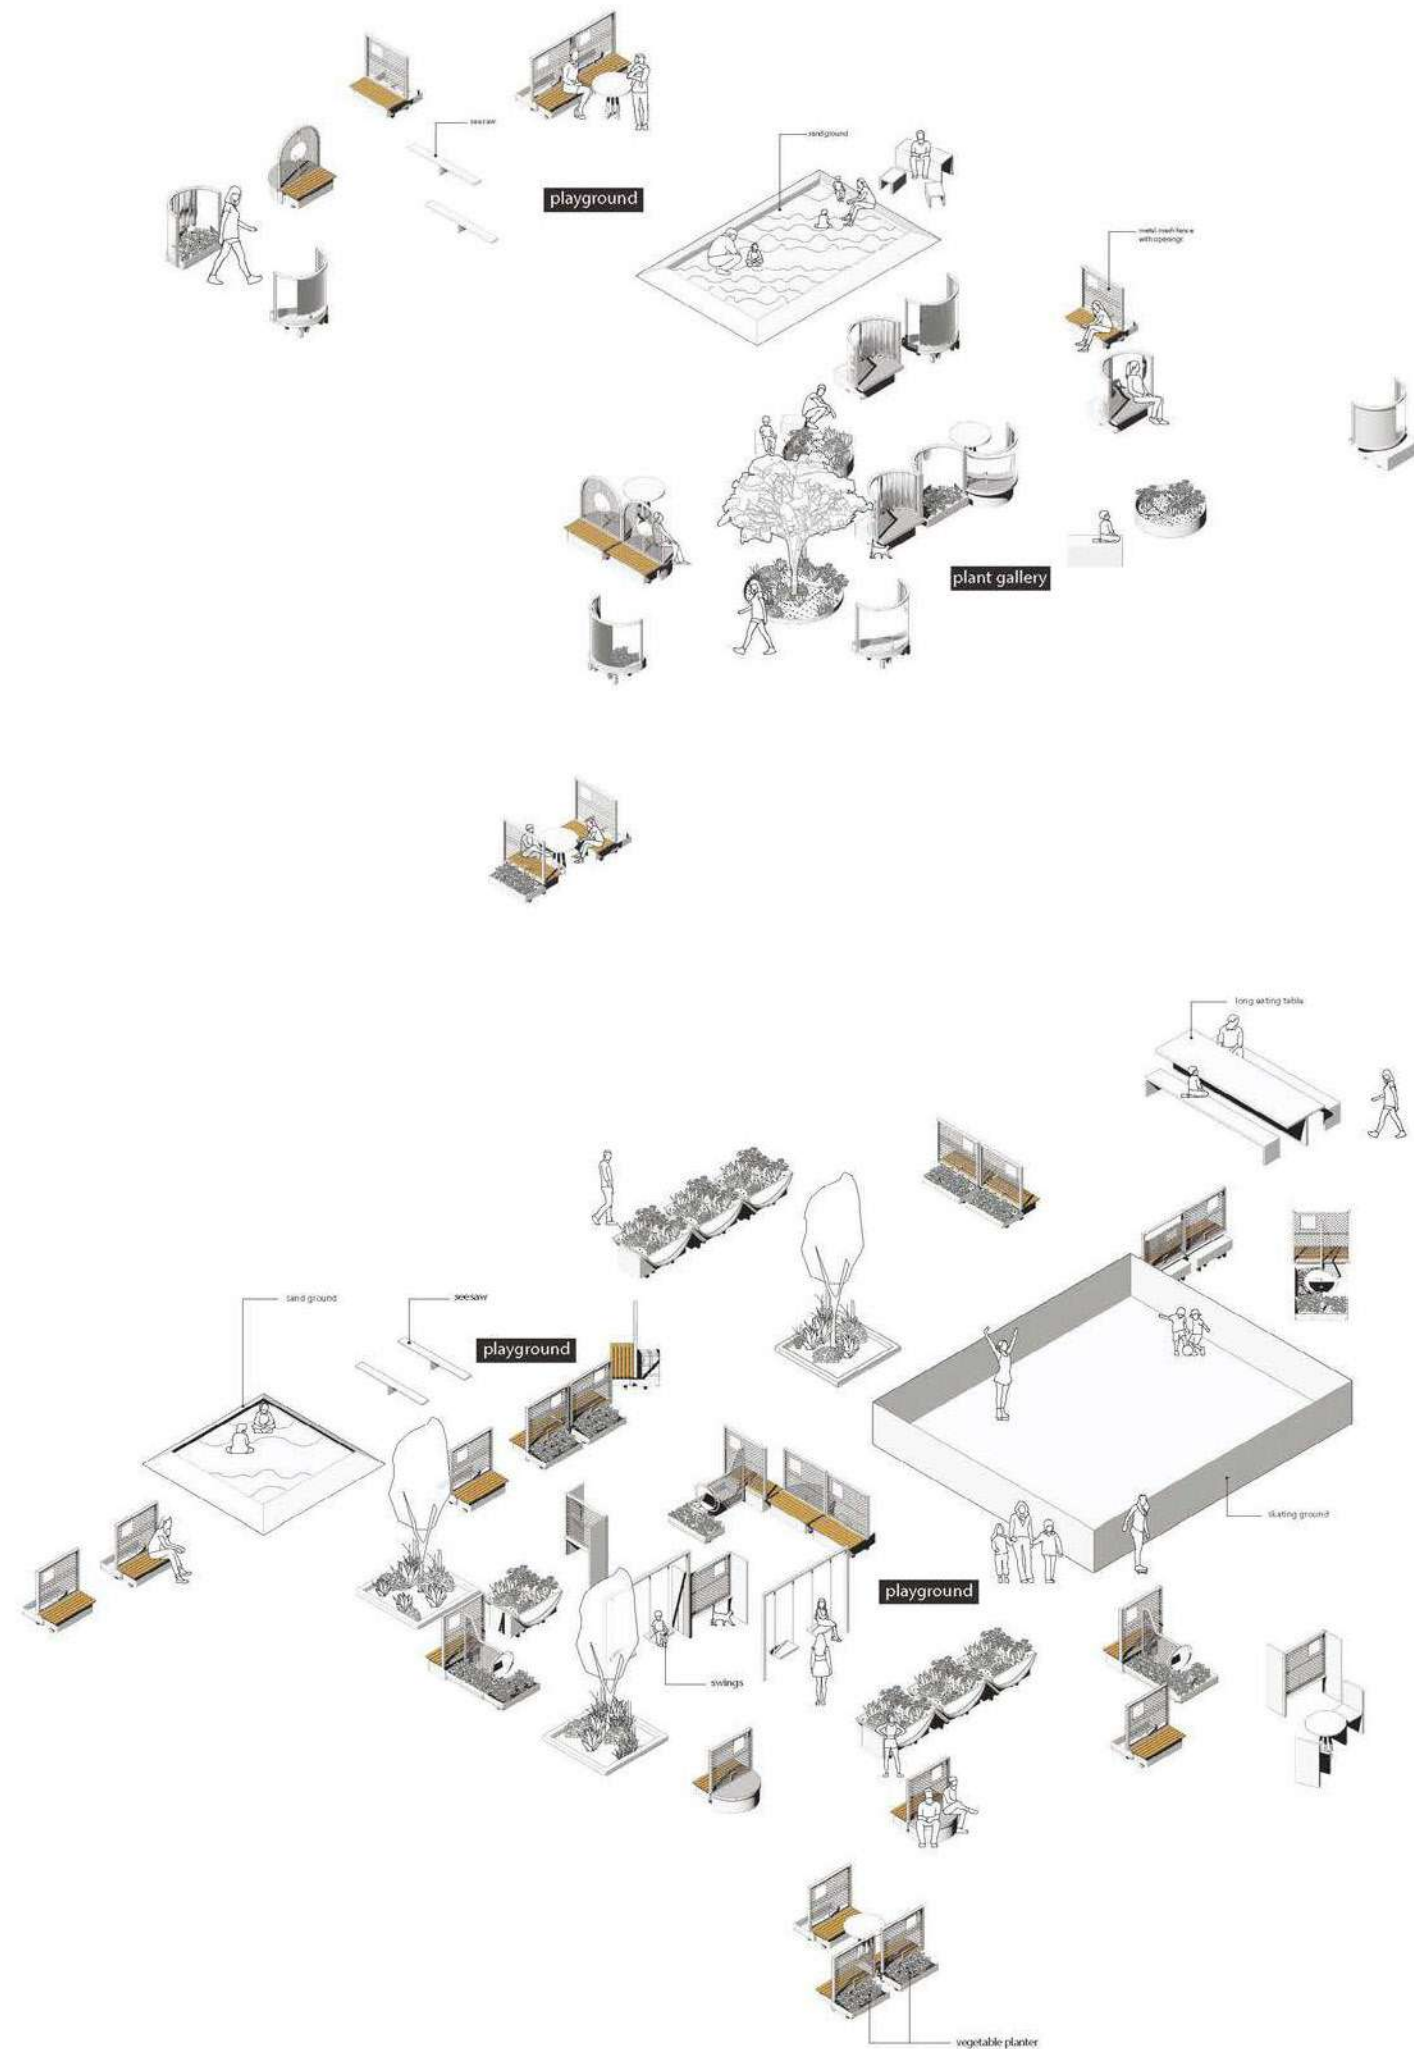 seesaw
sand ground
playground
metal mesh fence
with openings
plant gallery
long eating table
sand ground
seesaw
playground
skating ground
playground
swings
vegetable planter